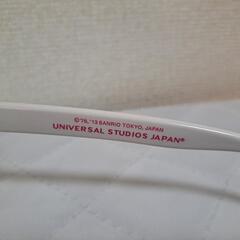 ©'76, '13 SANRIO TOKYO, JAPAN
UNIVERSAL STUDIOS JAPAN®